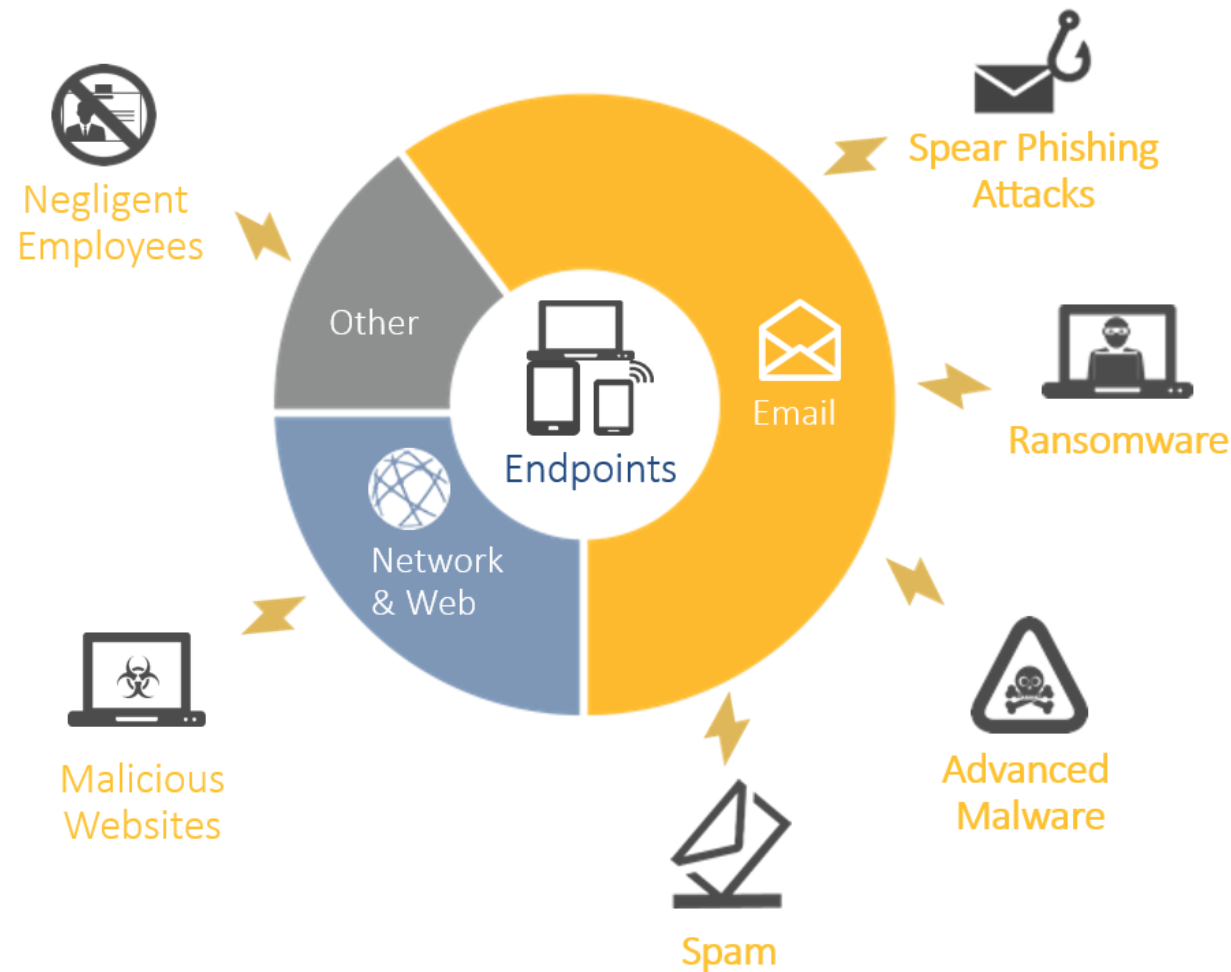 Spear Phishing
Attacks
Negligent
Employees
Other
Email
Ransomware
Endpoints
Network
& Web
Malicious
Websites
Advanced
Malware
Spam